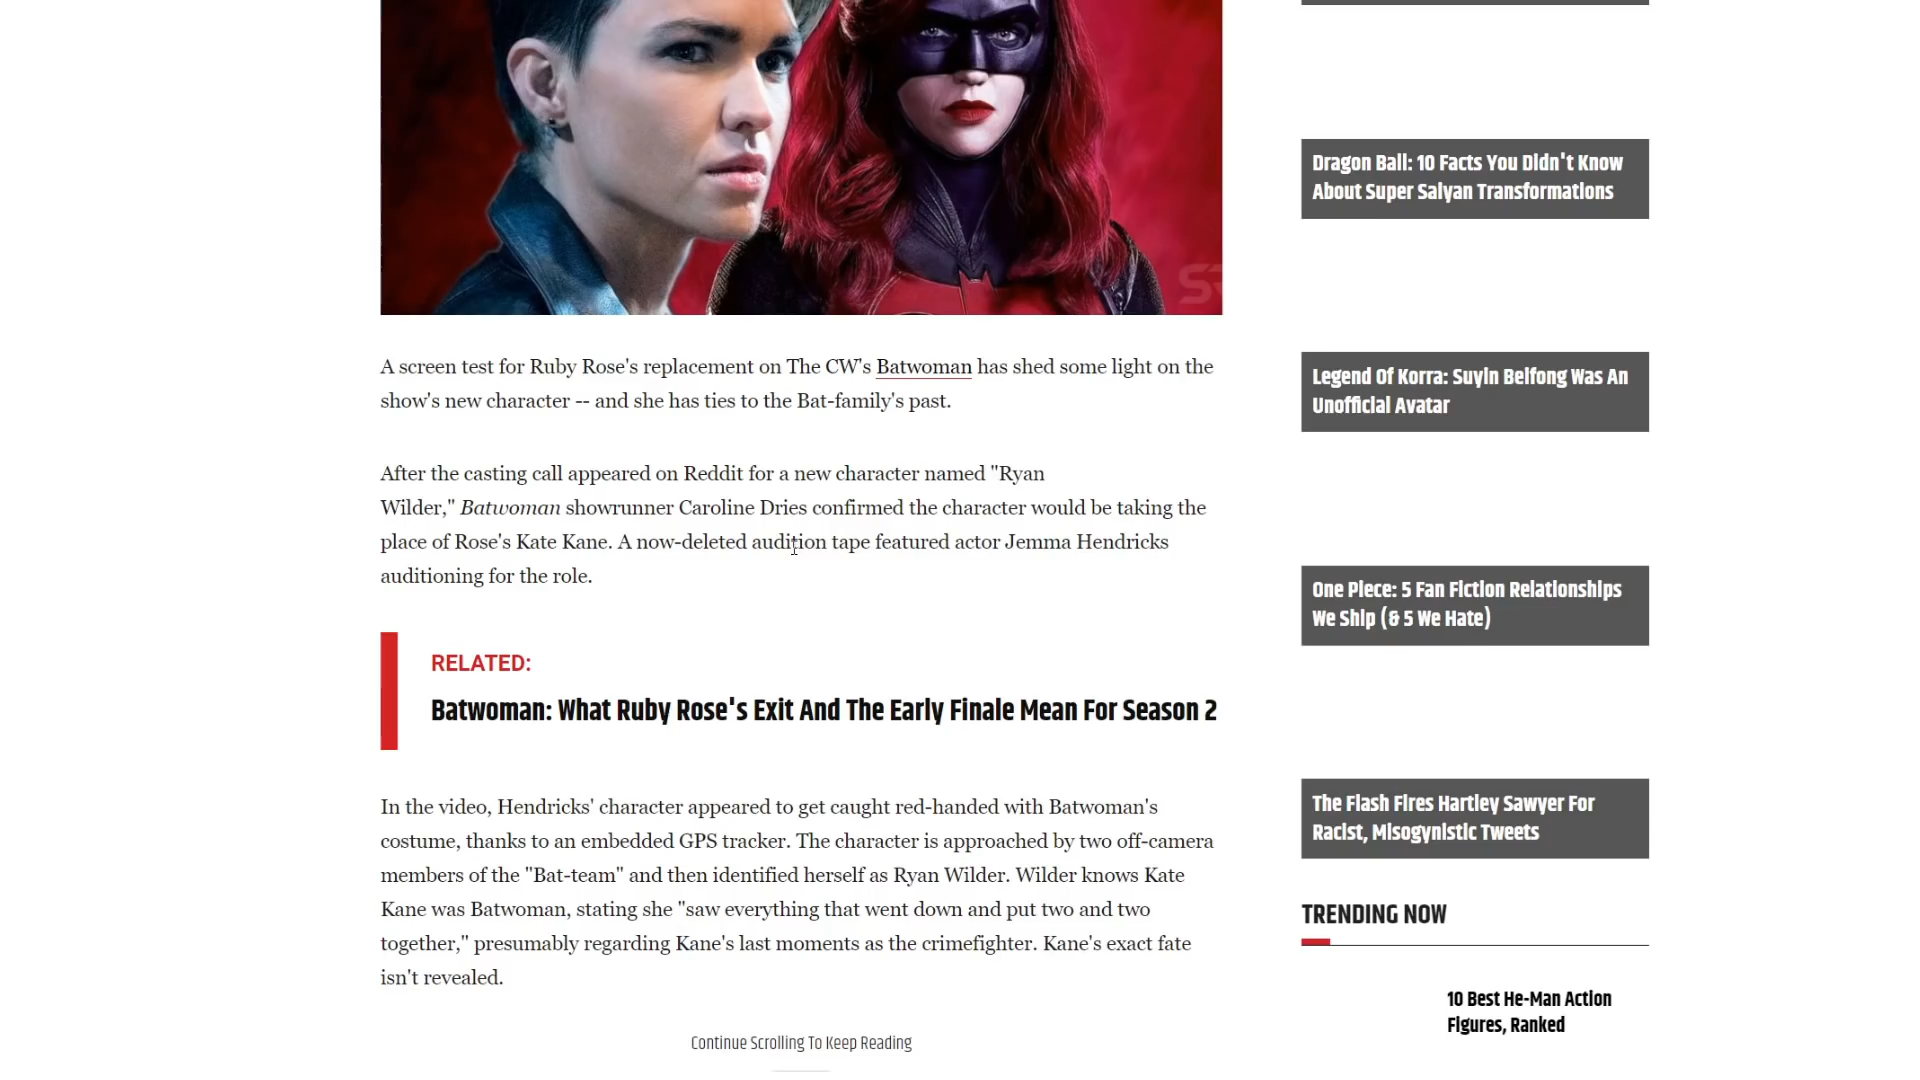 SR
A screen test for Ruby Rose's replacement on The CW's Batwoman has shed some light on the
show's new character -- and she has ties to the Bat-family's past.
After the casting call appeared on Reddit for a new character named "Ryan
Wilder," Batwoman showrunner Caroline Dries confirmed the character would be taking the
place of Rose's Kate Kane. A now-deleted audition tape featured actor Jemma Hendricks
auditioning for the role.
RELATED:
Batwoman: What Ruby Rose's Exit And The Early Finale Mean For Season 2
In the video, Hendricks' character appeared to get caught red-handed with Batwoman's
costume, thanks to an embedded GPS tracker. The character is approached by two off-camera
members of the "Bat-team" and then identified herself as Ryan Wilder. Wilder knows Kate
Kane was Batwoman, stating she "saw everything that went down and put two and two
together," presumably regarding Kane's last moments as the crimefighter. Kane's exact fate
isn't revealed.
Continue Scrolling To Keep Reading
Dragon Ball: 10 Facts You Didn't Know
About Super Saiyan Transformations
Legend Of Korra: Suyin Beifong Was An
Unofficial Avatar
One Piece: 5 Fan Fiction Relationships
We Ship (& 5 We Hate)
The Flash Fires Hartley Sawyer For
Racist, Misogynistic Tweets
TRENDING NOW
10 Best He-Man Action
Figures, Ranked